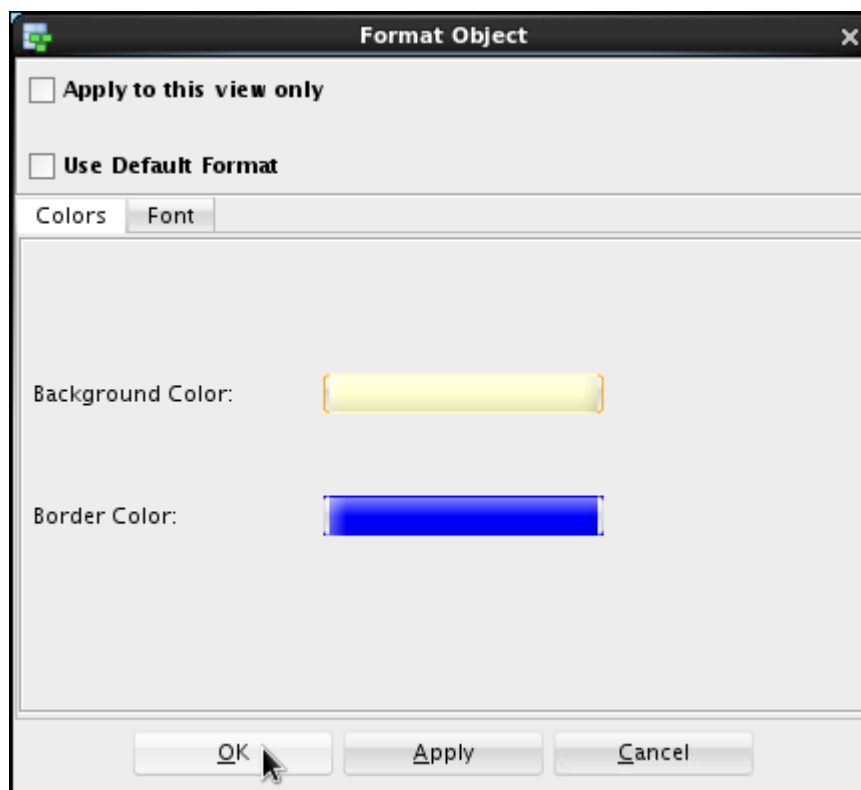 Format Object
Apply to this view only
Use Default Format
Colors Font
Background Color:
Border Color:
OK Apply Cancel